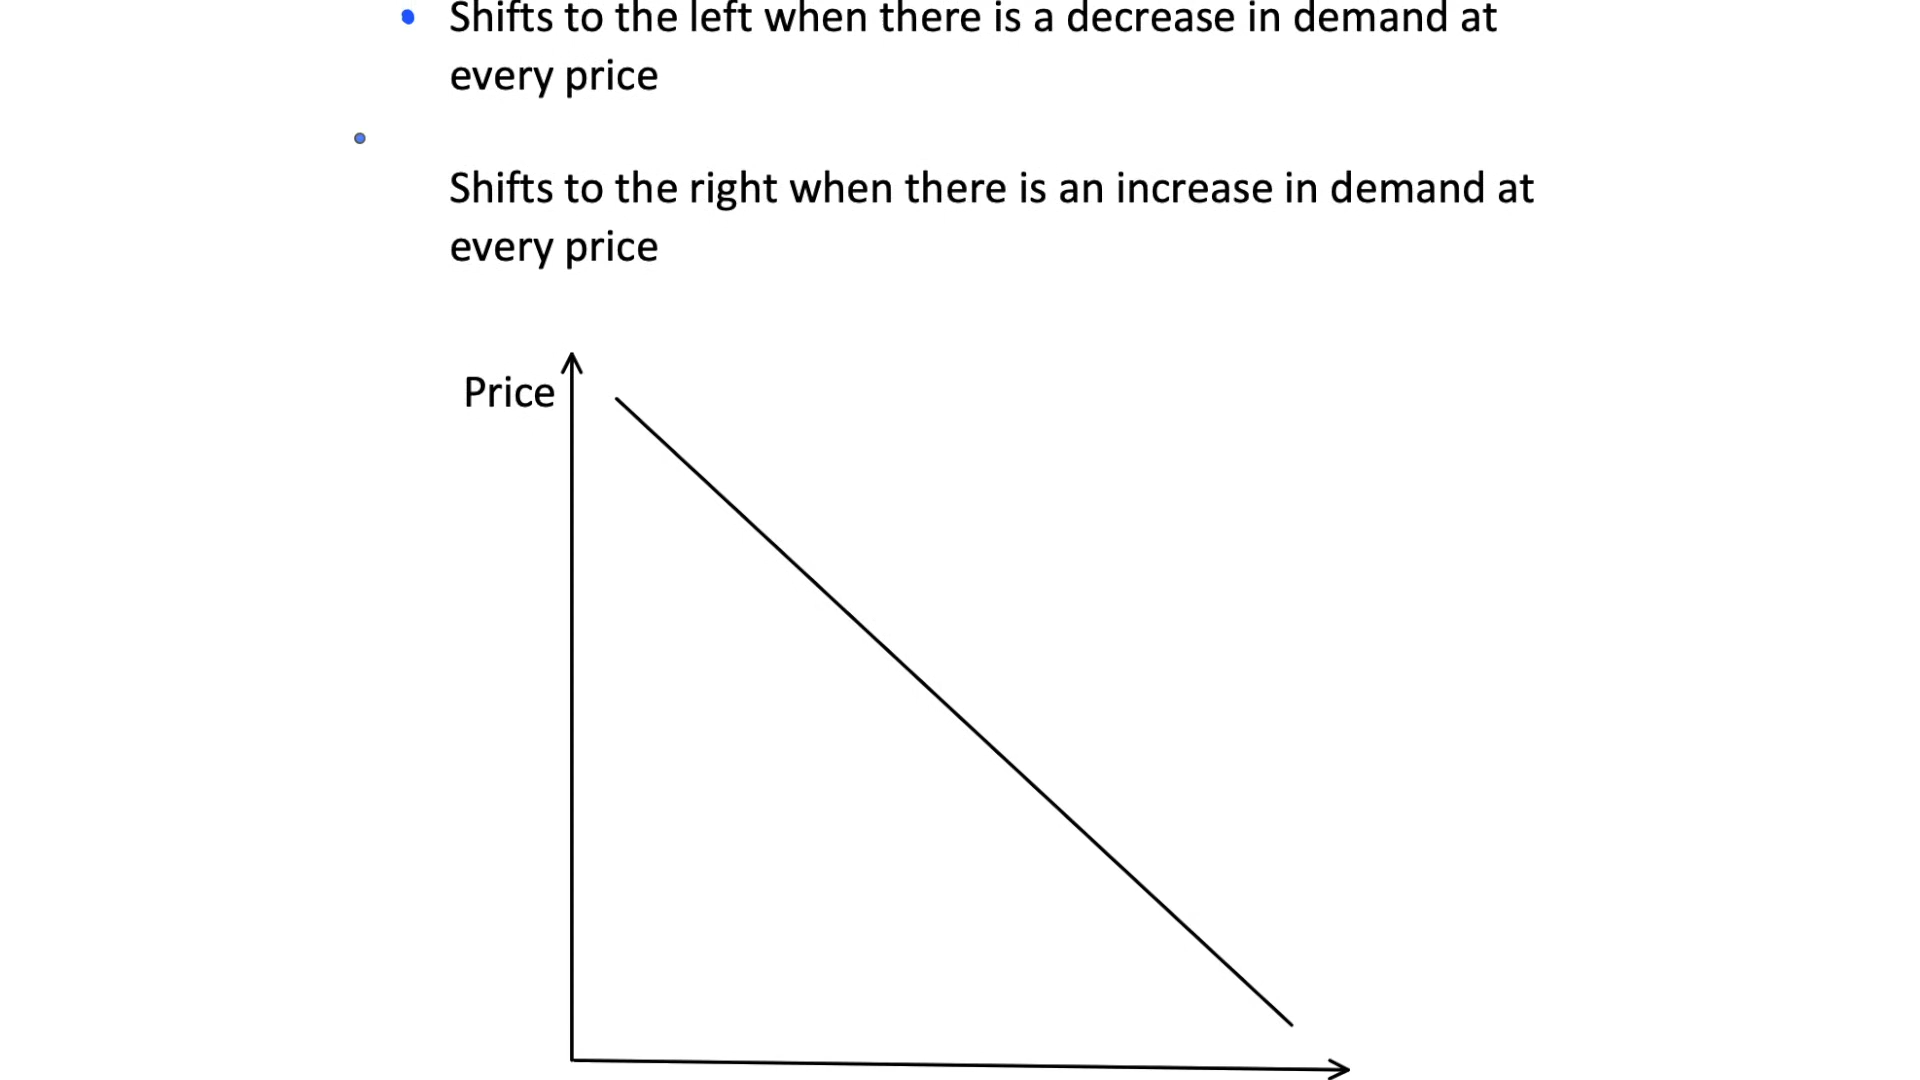 Shifts to the left when there is a decrease in demand at
every price
Shifts to the right when there is an increase in demand at
every price
Price